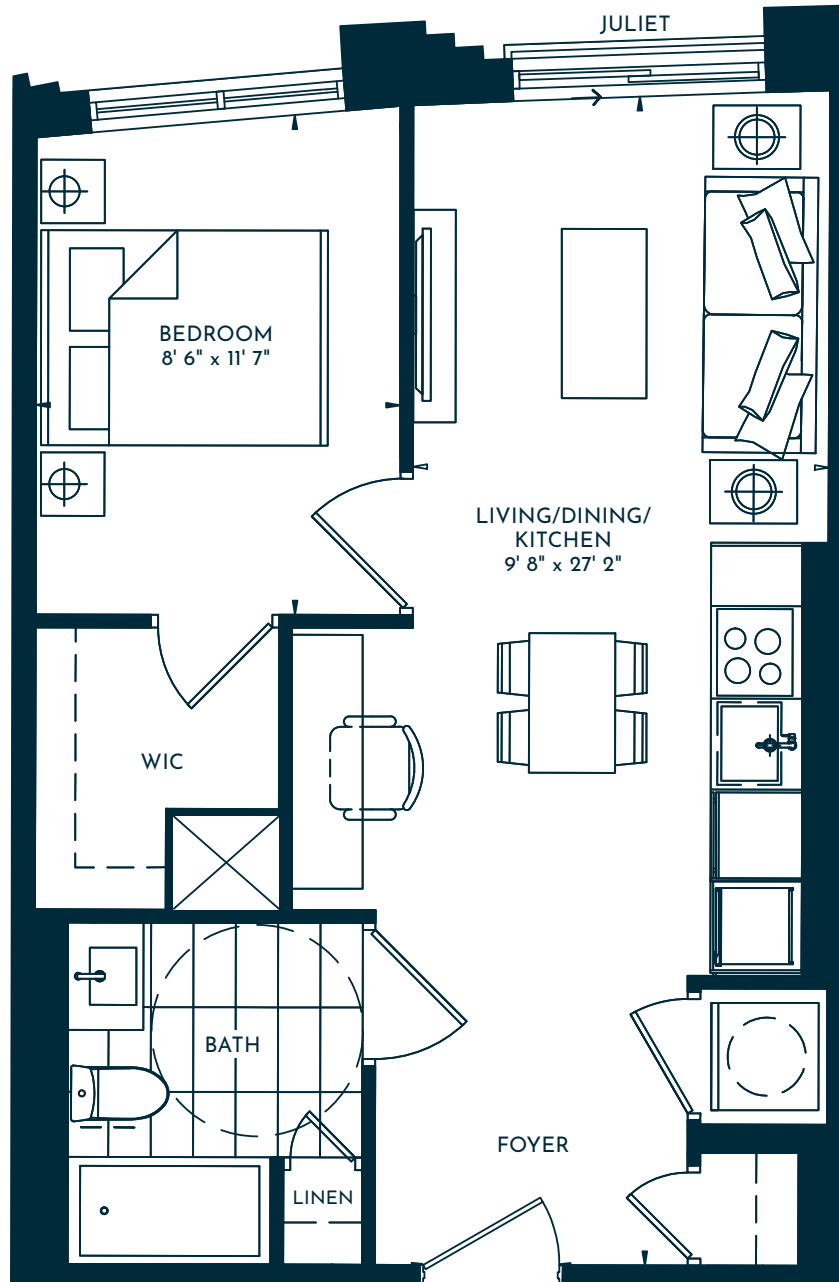 JULIET
BEDROOM
8' 6" x 11' 7"
LIVING/DINING/
KITCHEN
9' 8" x 27' 2"
WIC
BATH
FOYER
LINEN